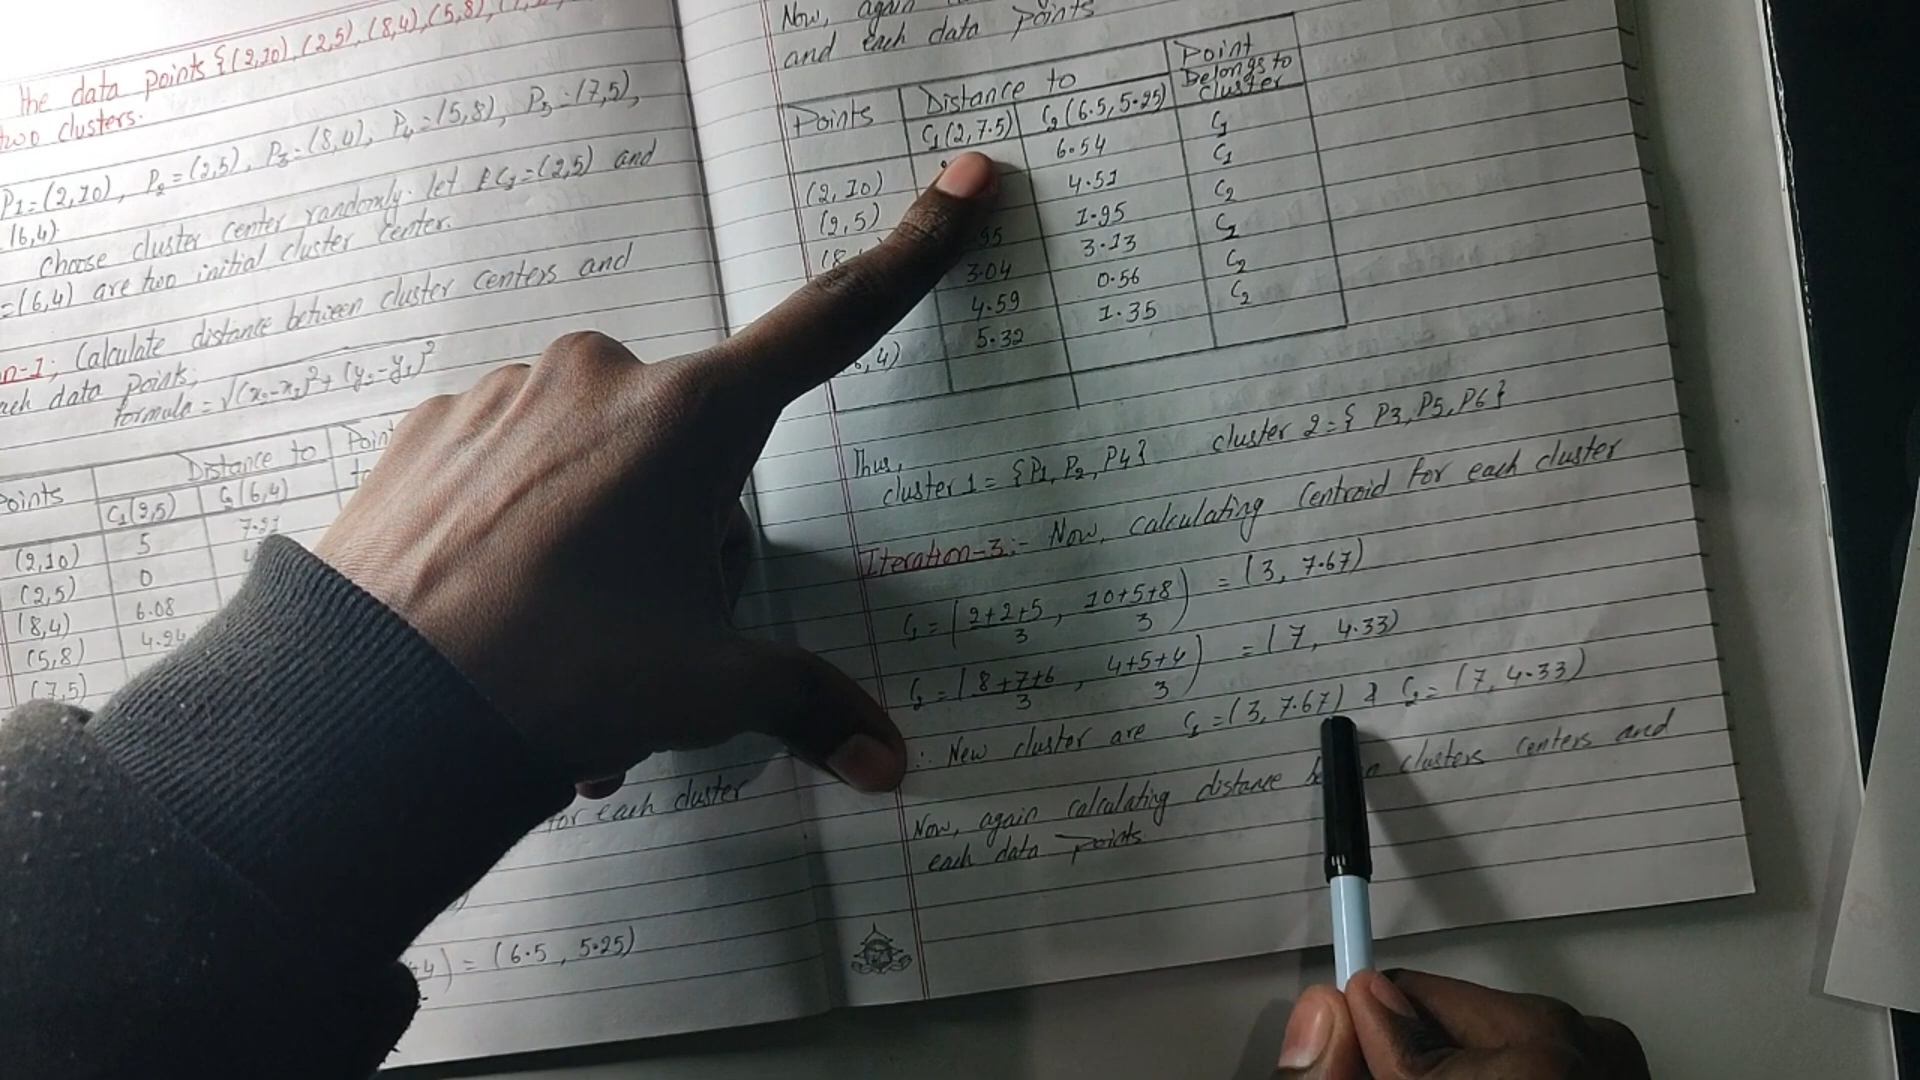 the data points {(2,10), (2,5), (8,4), (5,8),
two clusters.
P1=(2,10), P2=(2,5), P3=(8,4), P4=(5,8), P5=(7,5),
(6,4).
Choose cluster center randomly. let C1=(2,5) and
=(6,4) are two initial cluster center.
n-1; Calculate distance between cluster centers and
each data points,
formula =
Points
Distance to
C1(2,5)
C2(6,4)
(2,10) 5 7.21
(2,5) 0
(8,4) 6.08
(5,8) 4.24
(7,5)
for each cluster
+4) = (6.5, 5.25)
Now, again
and each data points
Points
Distance to
Point
Belongs to
cluster
C1(2,7.5)
C2(6.5,5.25)
(2,10) 6.54 C1
(2,5) 4.51 C1
(8, .95 1.95 C2
3.04 3.13 C1
4.59 0.56 C2
,4) 5.32 1.35 C2
Thus,
cluster 1 = {P1, P2, P4} cluster 2 = { P3, P5, P6}
Iteration-3:- Now, calculating Centroid for each cluster
C1 = (2+2+5/3, 10+5+8/3) = (3, 7.67)
C2 = (8+7+6/3, 4+5+4/3) = (7, 4.33)
∴ New cluster are C1 =(3, 7.67) & C2= (7, 4.33)
Now, again calculating distance clusters centers and
each data points